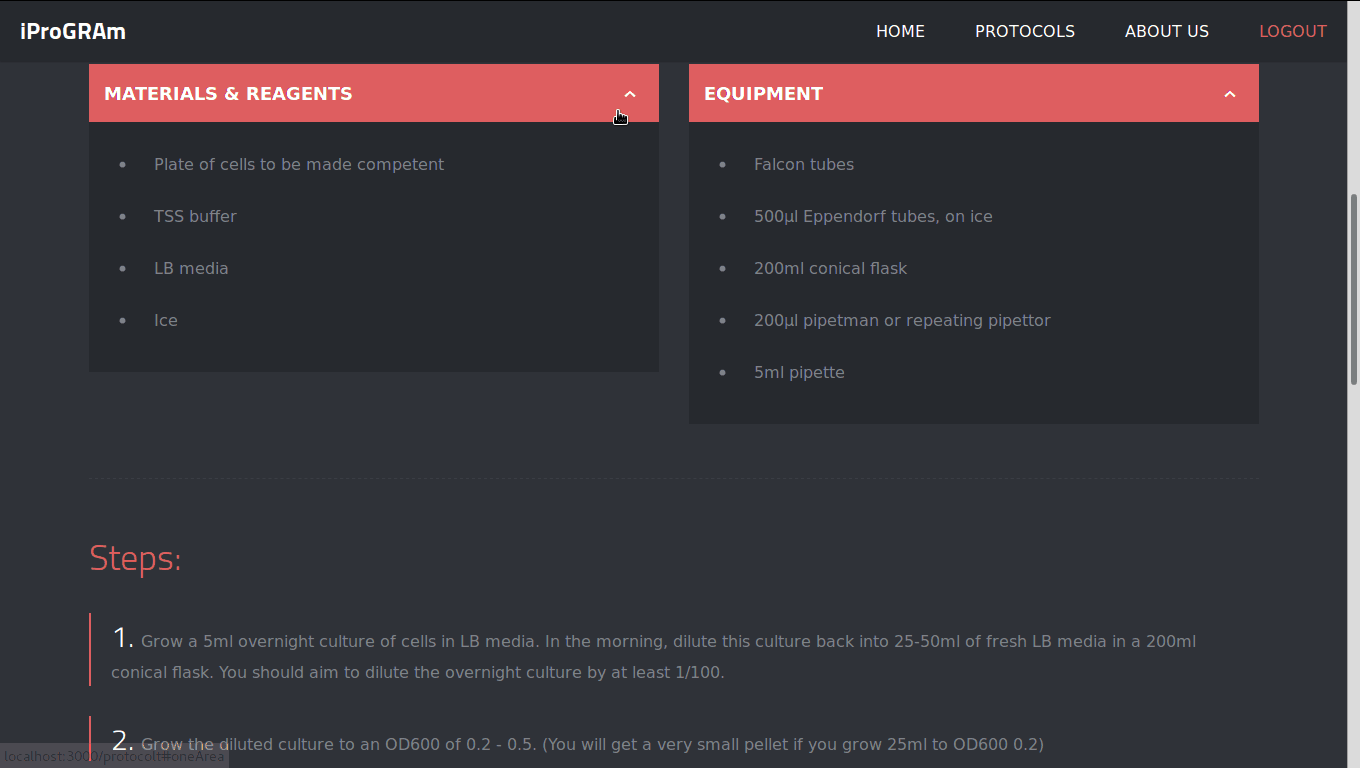 iProGRAm
HOME
PROTOCOLS
ABOUT US
LOGOUT
MATERIALS & REAGENTS
Plate of cells to be made competent
TSS buffer
LB media
Ice
EQUIPMENT
Falcon tubes
500µl Eppendorf tubes, on ice
200ml conical flask
200µl pipetman or repeating pipettor
5ml pipette
Steps:
1. Grow a 5ml overnight culture of cells in LB media. In the morning, dilute this culture back into 25-50ml of fresh LB media in a 200ml
conical flask. You should aim to dilute the overnight culture by at least 1/100.
2. Grow the diluted culture to an OD600 of 0.2 - 0.5. (You will get a very small pellet if you grow 25ml to OD600 0.2)
localhost:3000/protocolt#oneArea